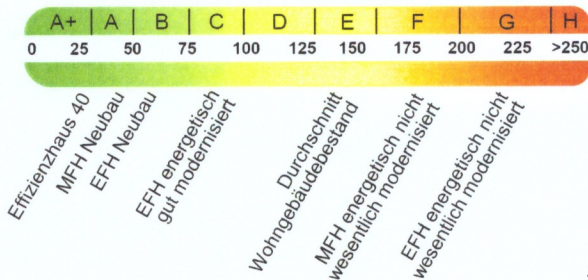 A+ A B C D E F G H
0 25 50 75 100 125 150 175 200 225 >250
Effizienzhaus 40
MFH Neubau
EFH Neubau
EFH energetisch
gut modernisiert
Durchschnitt
Wohngebäudebestand
MFH energetisch nicht
wesentlich modernisiert
EFH energetisch nicht
wesentlich modernisiert